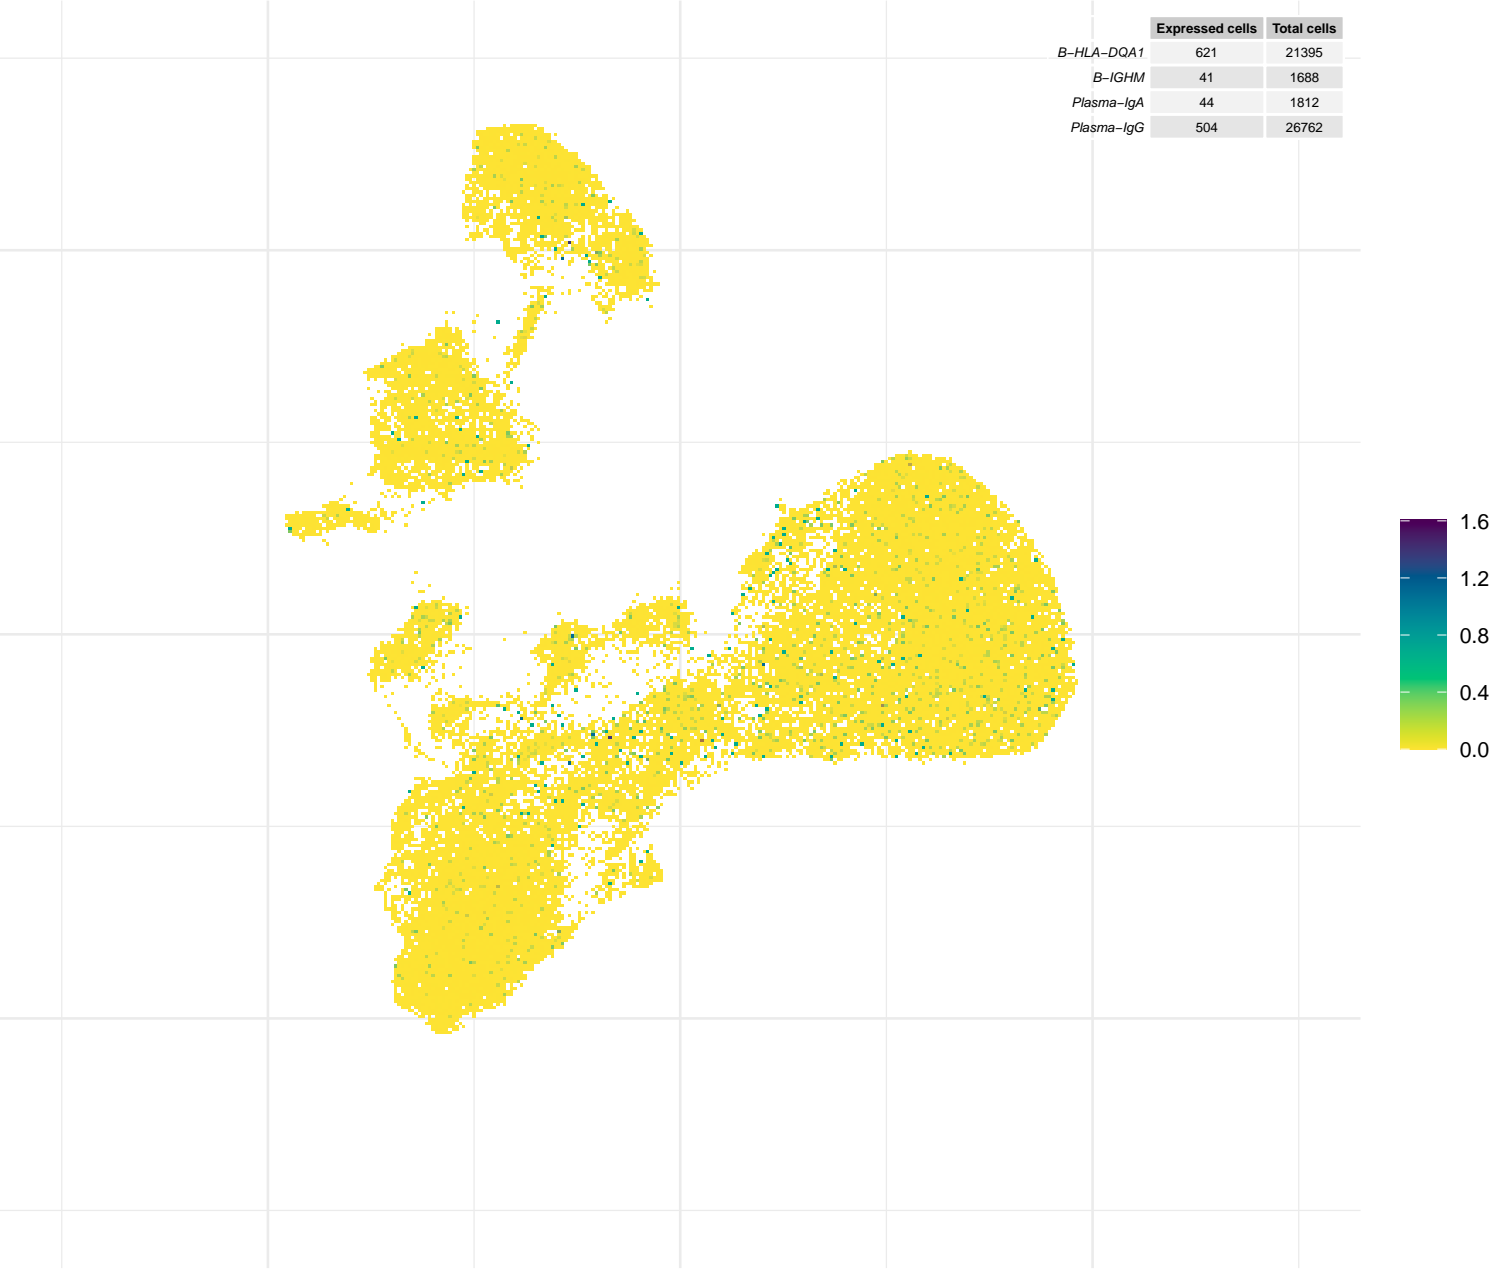 Expressed cells Total cells
B−HLA−DQA1 621 21395
B−IGHM 41 1688
Plasma−IgA 44 1812
Plasma−IgG 504 26762
1.6
1.2
0.8
0.4
0.0